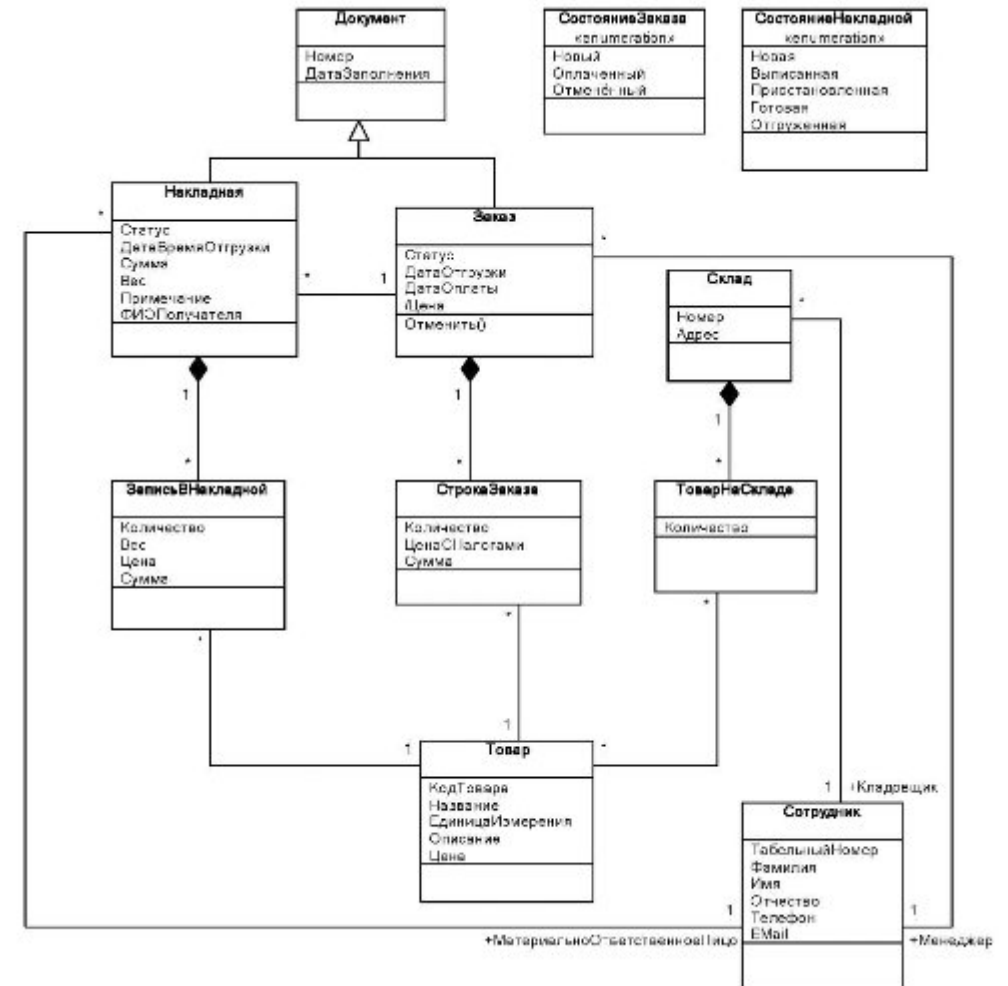 Документ
Номер
ДатаЗаполнения
СостояниеЗаказа
«enumeration»
Новый
Оплаченный
Отменённый
СостояниеНакладной
«enumeration»
Новая
Выписанная
Приостановленная
Готовая
Отгруженная
Накладная
Статус
ДатаВремяОтгрузки
Сумма
Вес
Примечание
ФИОПолучателя
Заказ
Статус
ДатаОтгрузки
ДатаОплаты
/Цена
Отменить()
Склад
Номер
Адрес
*
*
1
*
*
1
*
1
*
1
*
ЗаписьВНакладной
Количество
Вес
Цена
Сумма
СтрокаЗаказа
Количество
ЦенаСНалогами
Сумма
ТоварНаСкладе
Количество
*
*
*
1
1
*
Товар
КодТовара
Название
ЕдиницаИзмерения
Описание
Цена
1
+Кладовщик
Сотрудник
ТабельныйНомер
Фамилия
Имя
Отчество
Телефон
EMail
1
1
+МатериальноОтветственноеЛицо
+Менеджер